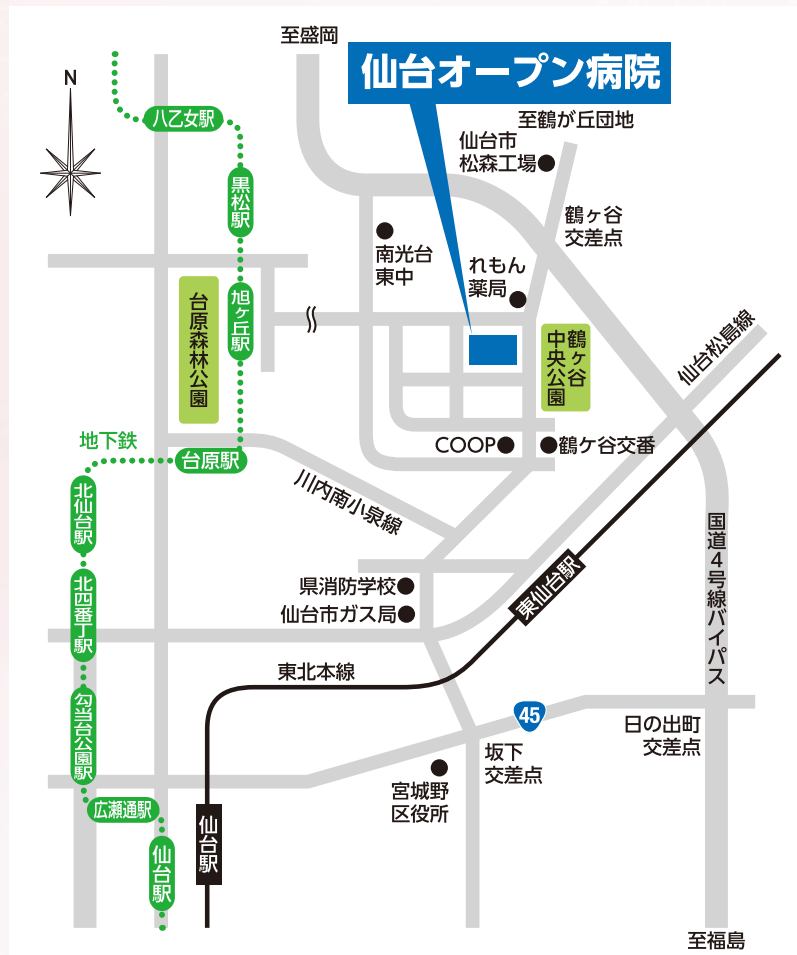 至盛岡
仙台オープン病院
N
八乙女駅
至鶴が丘団地
仙台市
松森工場
黒松駅
鶴ヶ谷
交差点
南光台
東中
れもん
薬局
台原森林公園
旭ヶ丘駅
鶴ヶ谷
中央公園
仙台松島線
地下鉄
台原駅
COOP
鶴ケ谷交番
川内南小泉線
北仙台駅
国道4号線バイパス
県消防学校
仙台市ガス局
東仙台駅
北四番丁駅
東北本線
勾当台公園駅
45
日の出町
交差点
坂下
交差点
宮城野
区役所
広瀬通駅
仙台駅
仙台駅
至福島